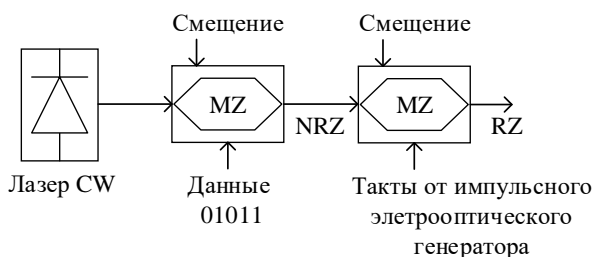 Смещение
Смещение
MZ
MZ
NRZ
RZ
Лазер CW
Данные
01011
Такты от импульсного
элетрооптического
генератора